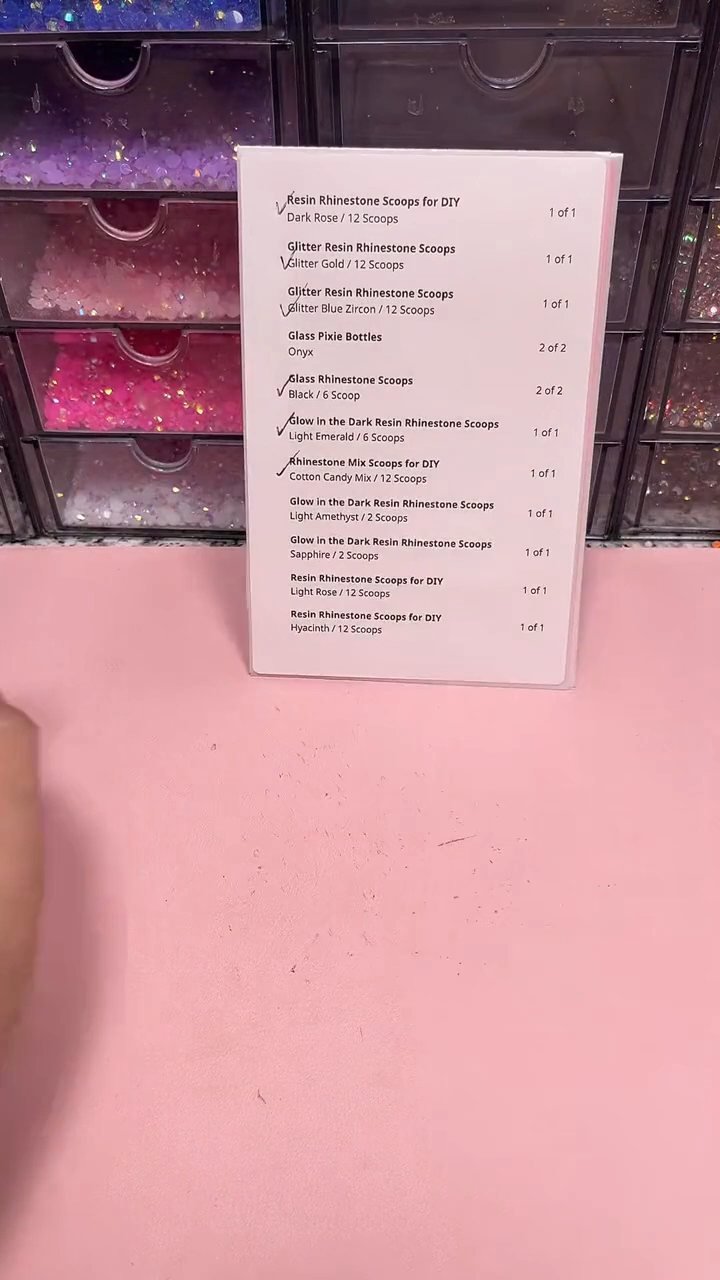 Resin Rhinestone Scoops for DIY
Dark Rose / 12 Scoops 1 of 1
Glitter Resin Rhinestone Scoops
Glitter Gold / 12 Scoops 1 of 1
Glitter Resin Rhinestone Scoops
Glitter Blue Zircon / 12 Scoops 1 of 1
Glass Pixie Bottles
Onyx 2 of 2
Glass Rhinestone Scoops
Black / 6 Scoop 2 of 2
Glow in the Dark Resin Rhinestone Scoops
Light Emerald / 6 Scoops 1 of 1
Rhinestone Mix Scoops for DIY
Cotton Candy Mix / 12 Scoops 1 of 1
Glow in the Dark Resin Rhinestone Scoops
Light Amethyst / 2 Scoops 1 of 1
Glow in the Dark Resin Rhinestone Scoops
Sapphire / 2 Scoops 1 of 1
Resin Rhinestone Scoops for DIY
Light Rose / 12 Scoops 1 of 1
Resin Rhinestone Scoops for DIY
Hyacinth / 12 Scoops 1 of 1